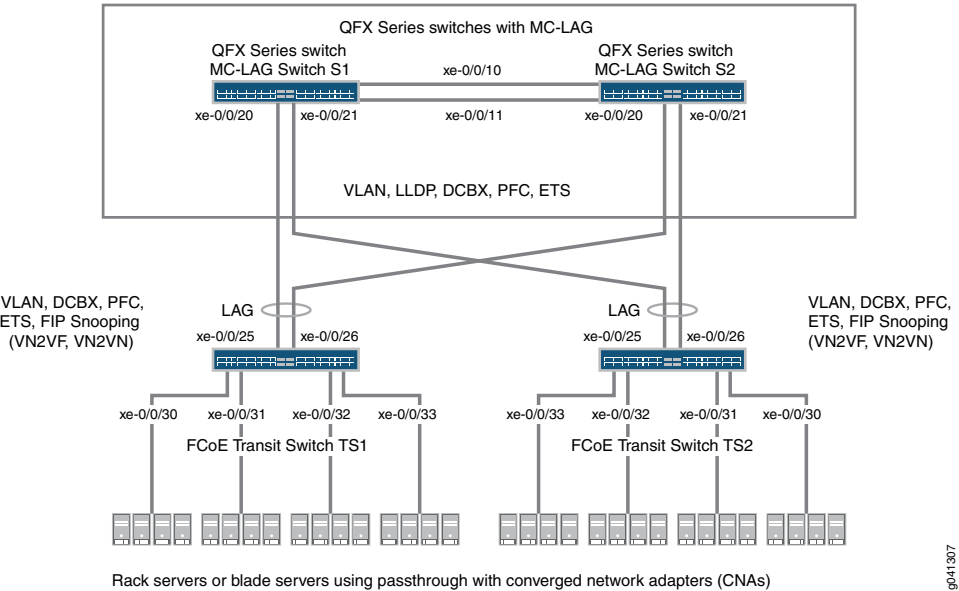 QFX Series switches with MC-LAG
QFX Series switch
MC-LAG Switch S1
QFX Series switch
MC-LAG Switch S2
xe-0/0/10
xe-0/0/20
xe-0/0/21
xe-0/0/11
xe-0/0/20
xe-0/0/21
VLAN, LLDP, DCBX, PFC, ETS
VLAN, DCBX, PFC,
ETS, FIP Snooping
(VN2VF, VN2VN)
LAG
LAG
VLAN, DCBX, PFC,
ETS, FIP Snooping
(VN2VF, VN2VN)
xe-0/0/25
xe-0/0/26
xe-0/0/25
xe-0/0/26
xe-0/0/30
xe-0/0/31
xe-0/0/32
xe-0/0/33
xe-0/0/33
xe-0/0/32
xe-0/0/31
xe-0/0/30
FCoE Transit Switch TS1
FCoE Transit Switch TS2
Rack servers or blade servers using passthrough with converged network adapters (CNAs)
g041307